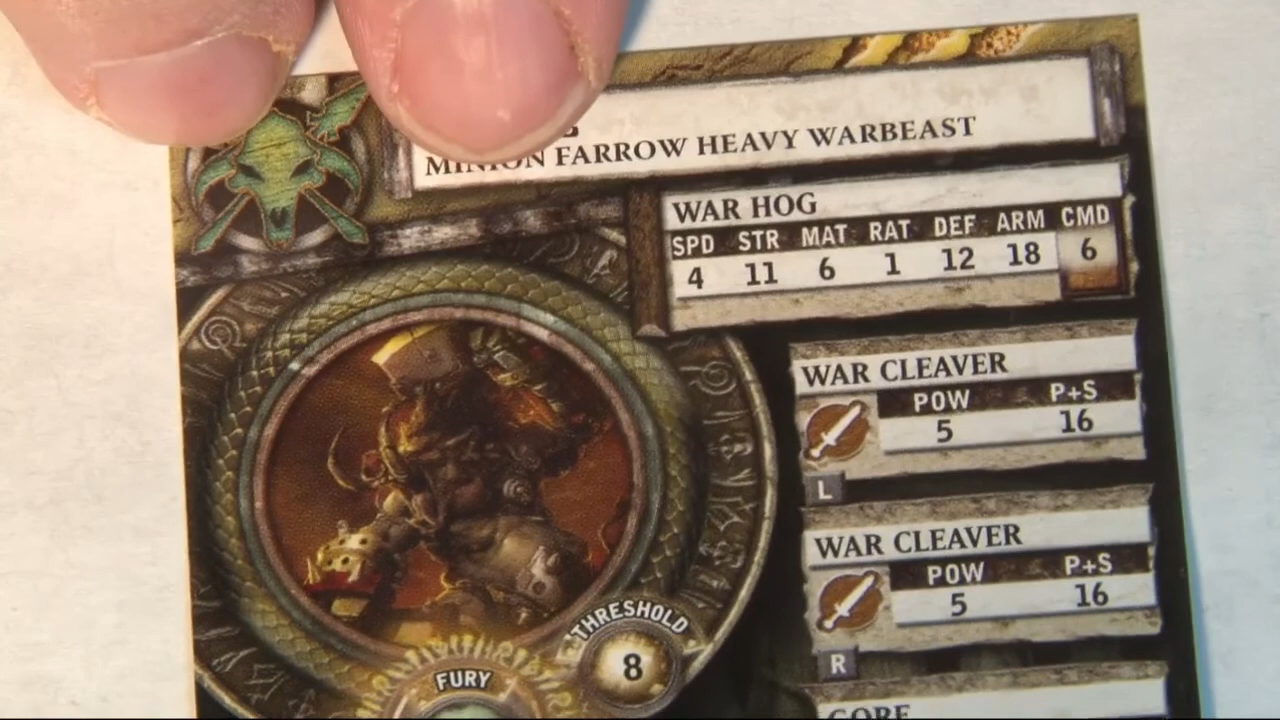 MINION FARROW HEAVY WARBEAST
WAR HOG
SPD STR MAT RAT DEF ARM CMD
4 11 6 1 12 18 6
WAR CLEAVER
POW P+S
5 16
L
WAR CLEAVER
POW P+S
5 16
R
THRESHOLD
8
FURY
GORE